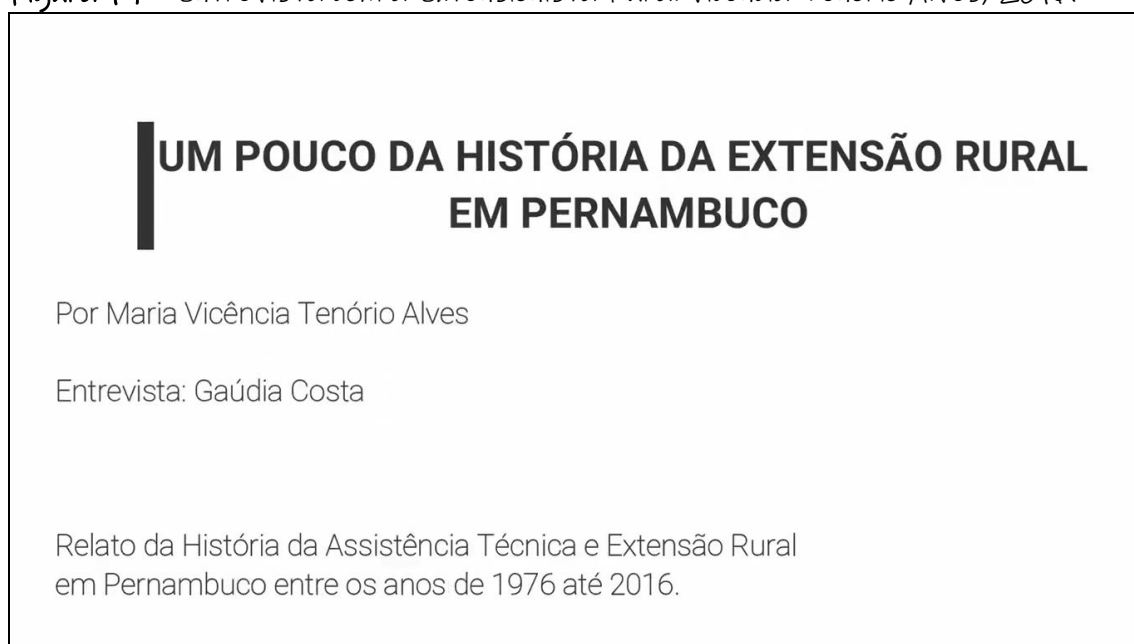 UM POUCO DA HISTÓRIA DA EXTENSÃO RURAL
EM PERNAMBUCO
Por Maria Vicência Tenório Alves
Entrevista: Gaúdia Costa
Relato da História da Assistência Técnica e Extensão Rural
em Pernambuco entre os anos de 1976 até 2016.